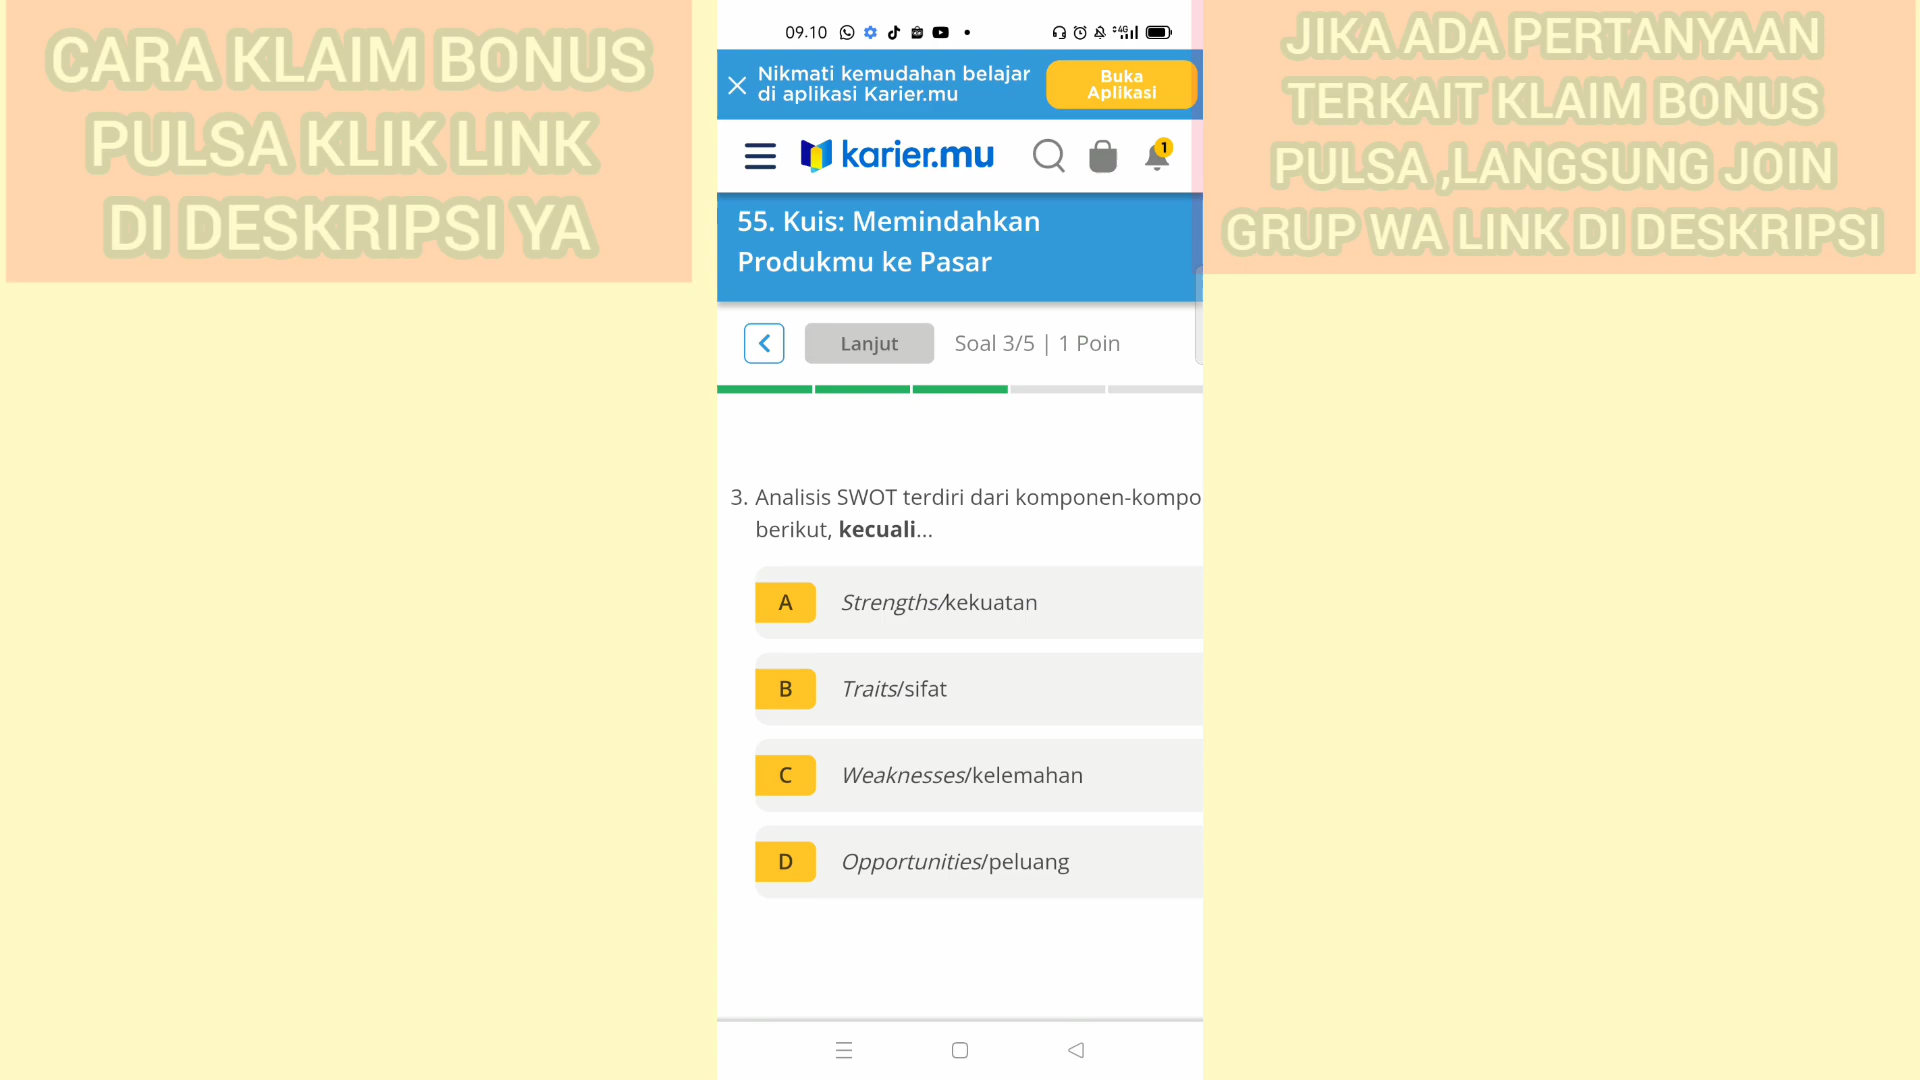 CARA KLAIM BONUS
PULSA KLIK LINK
DI DESKRIPSI YA
09.10
Nikmati kemudahan belajar
di aplikasi Karier.mu
Buka
Aplikasi
karier.mu
1
55. Kuis: Memindahkan
Produkmu ke Pasar
Lanjut
Soal 3/5 | 1 Poin
3. Analisis SWOT terdiri dari komponen-kompo
berikut, kecuali...
A Strengths/kekuatan
B Traits/sifat
C Weaknesses/kelemahan
D Opportunities/peluang
JIKA ADA PERTANYAAN
TERKAIT KLAIM BONUS
PULSA ,LANGSUNG JOIN
GRUP WA LINK DI DESKRIPSI